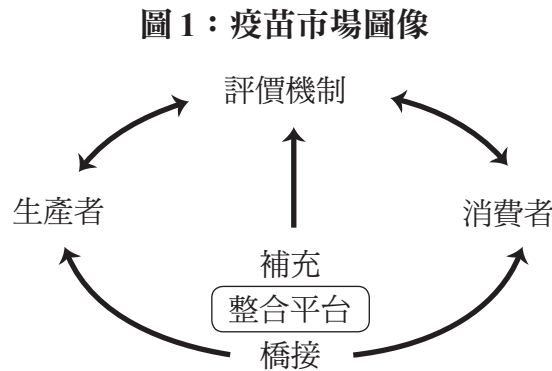 圖 1：疫苗市場圖像
評價機制
生產者
消費者
補充
整合平台
橋接